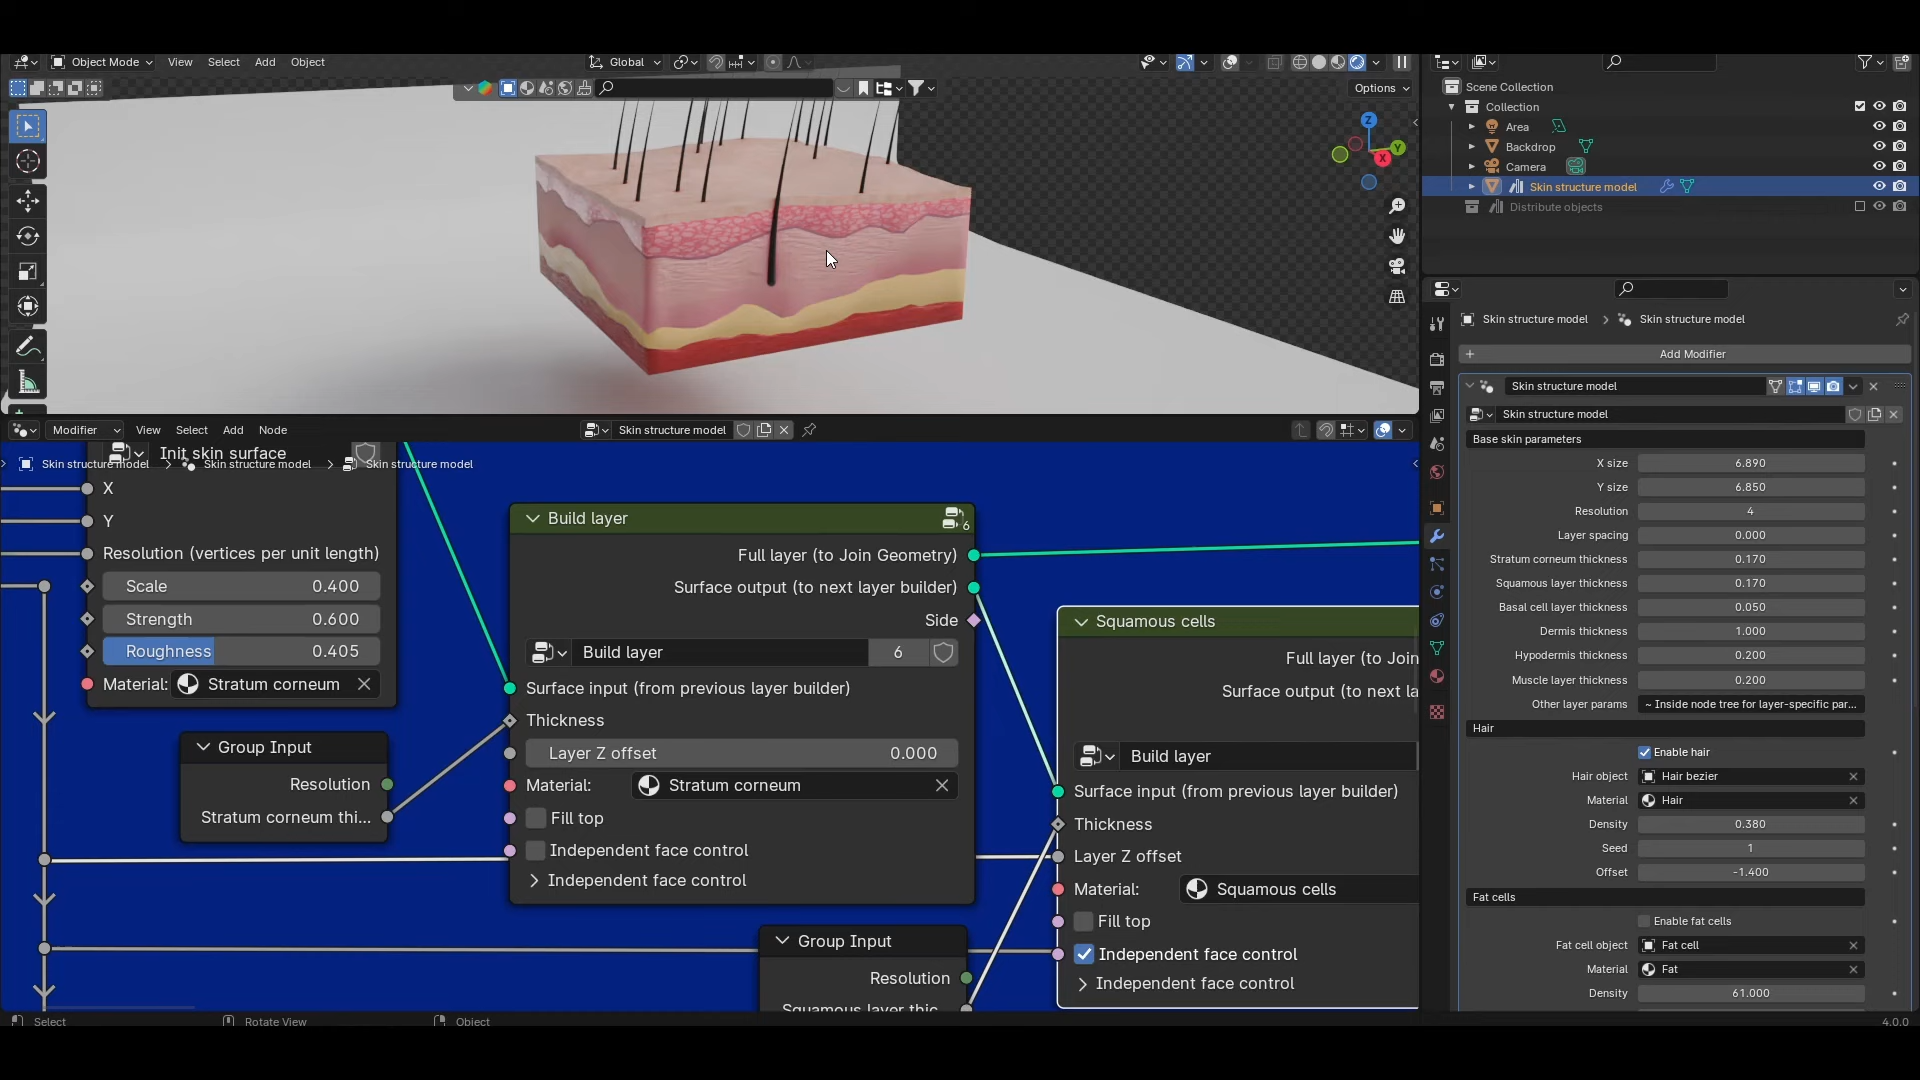 Object Mode View Select Add Object Global
Options
Z
Y
X
Modifier View Select Add Node Skin structure model
Init skin surface
Skin structure model Skin structure model Skin structure model
X
Y
Resolution (vertices per unit length)
Scale 0.400
Strength 0.600
Roughness 0.405
Material: Stratum corneum
Group Input
Resolution
Stratum corneum thi...
Build layer
6
Full layer (to Join Geometry)
Surface output (to next layer builder)
Side
Build layer 6
Surface input (from previous layer builder)
Thickness
Layer Z offset 0.000
Material: Stratum corneum
Fill top
Independent face control
Independent face control
Group Input
Resolution
Squamous layer thic...
Squamous cells
Full layer (to Join
Surface output (to next la
Build layer
Surface input (from previous layer builder)
Thickness
Layer Z offset
Material: Squamous cells
Fill top
Independent face control
Independent face control
Select Rotate View Object
Scene Collection
Collection
Area
Backdrop
Camera
Skin structure model
Distribute objects
Skin structure model Skin structure model
Add Modifier
Skin structure model
Skin structure model
Base skin parameters
X size 6.890
Y size 6.850
Resolution 4
Layer spacing 0.000
Stratum corneum thickness 0.170
Squamous layer thickness 0.170
Basal cell layer thickness 0.050
Dermis thickness 1.000
Hypodermis thickness 0.200
Muscle layer thickness 0.200
Other layer params ~ Inside node tree for layer-specific par...
Hair
Enable hair
Hair object Hair bezier
Material Hair
Density 0.380
Seed 1
Offset -1.400
Fat cells
Enable fat cells
Fat cell object Fat cell
Material Fat
Density 61.000
4.0.0